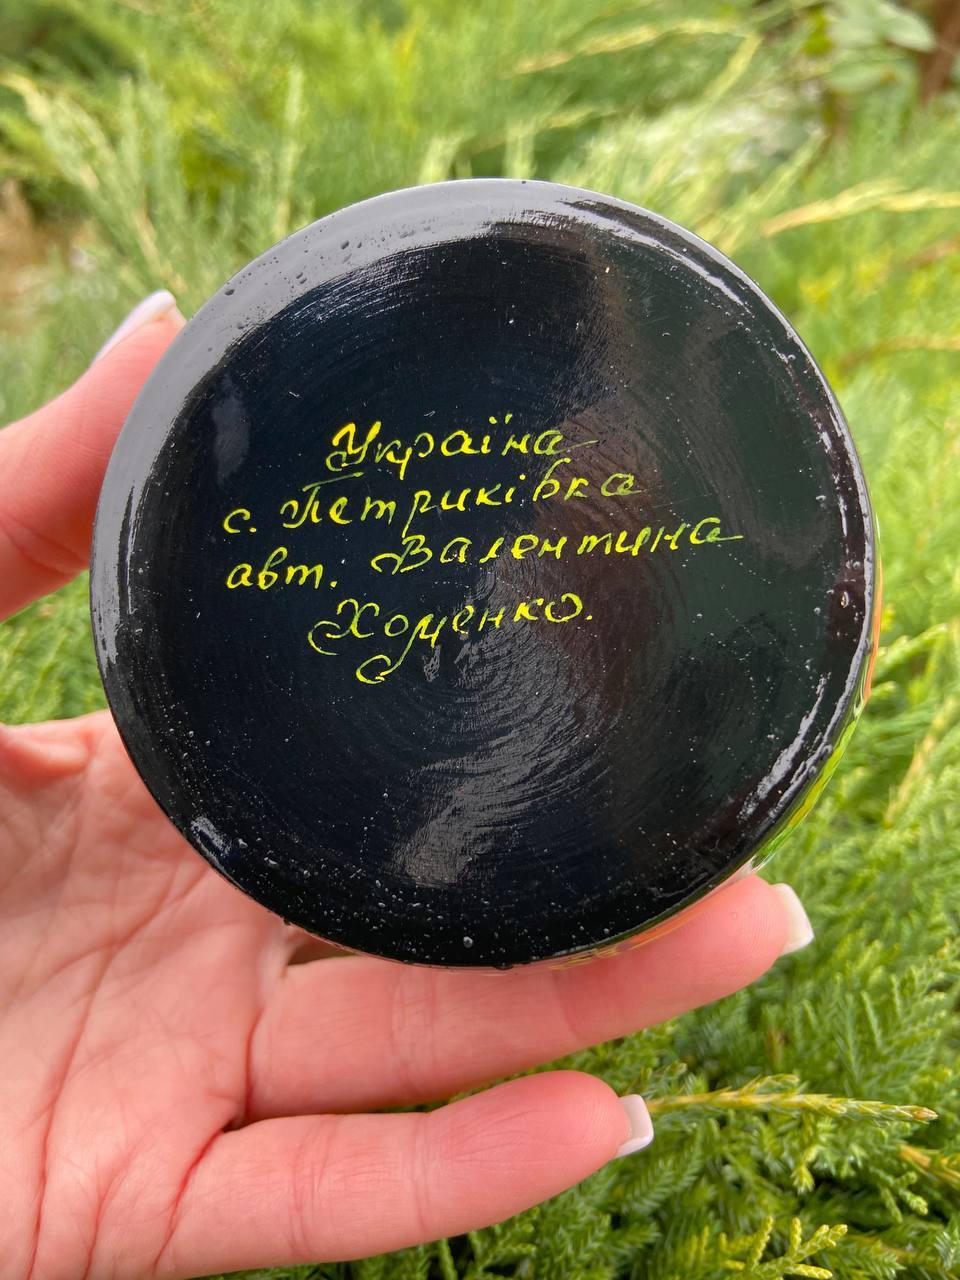 Україна
с. Петриківка
авт. Валентина
Хоменко.